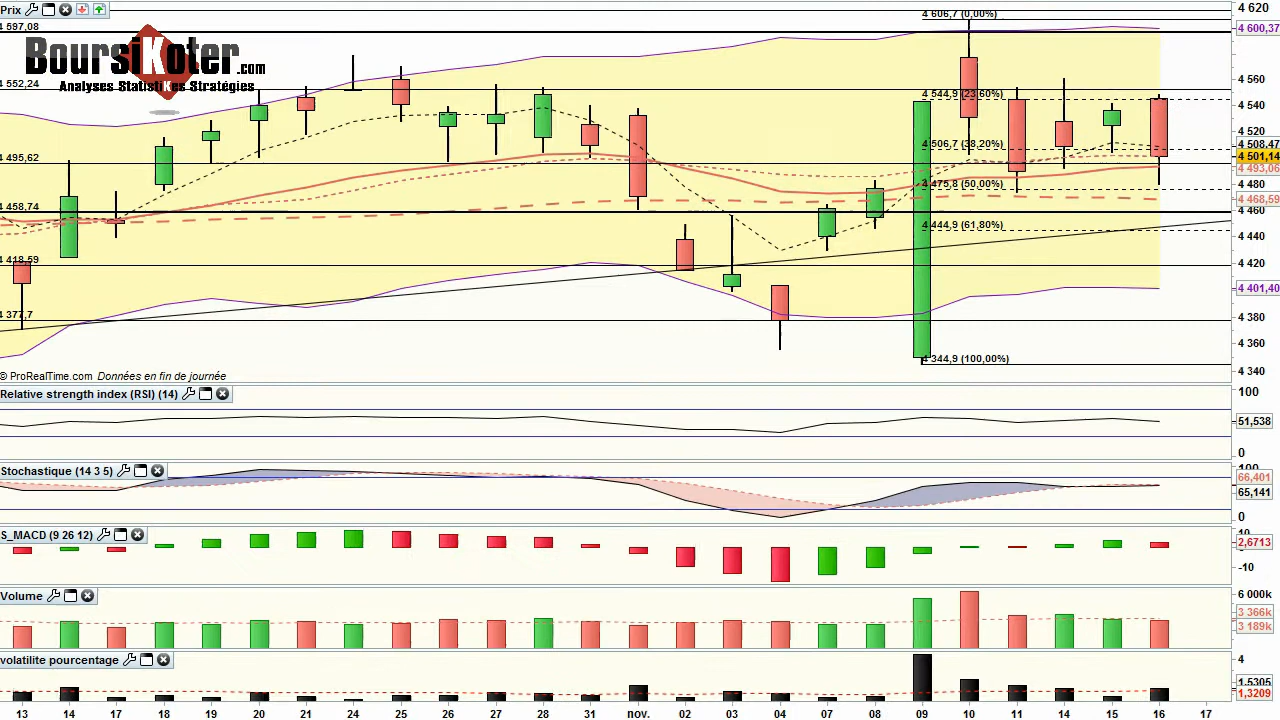 Prix
4 597,08
BoursiKoter.com
Analyses StatistiKes Stratégies
4 552,24
4 495,62
4 458,74
4 418,59
4 377,7
4 606,7 (0,00%)
4 544,9 (23,60%)
4 506,7 (38,20%)
4 475,8 (50,00%)
4 444,9 (61,80%)
4 344,9 (100,00%)
4 620
4 600,37
4 560
4 540
4 520
4 508,47
4 501,14
4 493,06
4 480
4 468,59
4 460
4 440
4 420
4 401,40
4 380
4 360
4 340
© ProRealTime.com Données en fin de journée
Relative strength index (RSI) (14)
100
51,538
0
Stochastique (14 3 5)
100
66,401
65,141
0
S_MACD (9 26 12)
10
2,6713
-10
Volume
6 000k
3 366k
3 189k
volatilite pourcentage
4
1,5305
1,3209
13 14 17 18 19 20 21 24 25 26 27 28 31 nov. 02 03 04 07 08 09 10 11 14 15 16 17